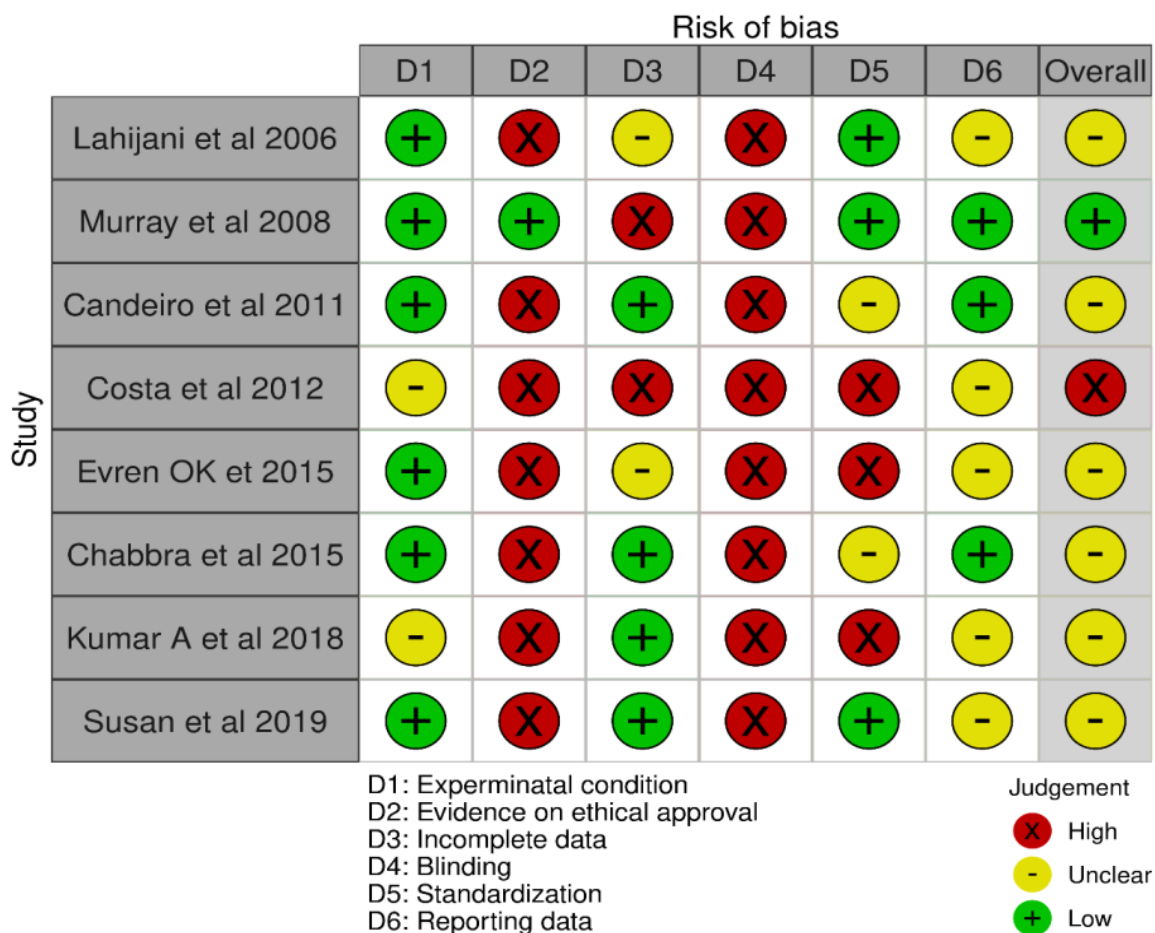 Risk of bias
D1 D2 D3 D4 D5 D6 Overall
Study
Lahijani et al 2006 + X - X + - -
Murray et al 2008 + + X X + + +
Candeiro et al 2011 + X + X - + -
Costa et al 2012 - X X X X - X
Evren OK et 2015 + X - X X - -
Chabbra et al 2015 + X + X - + -
Kumar A et al 2018 - X + X X - -
Susan et al 2019 + X + X + - -
D1: Experminatal condition
D2: Evidence on ethical approval
D3: Incomplete data
D4: Blinding
D5: Standardization
D6: Reporting data
Judgement
X High
- Unclear
+ Low